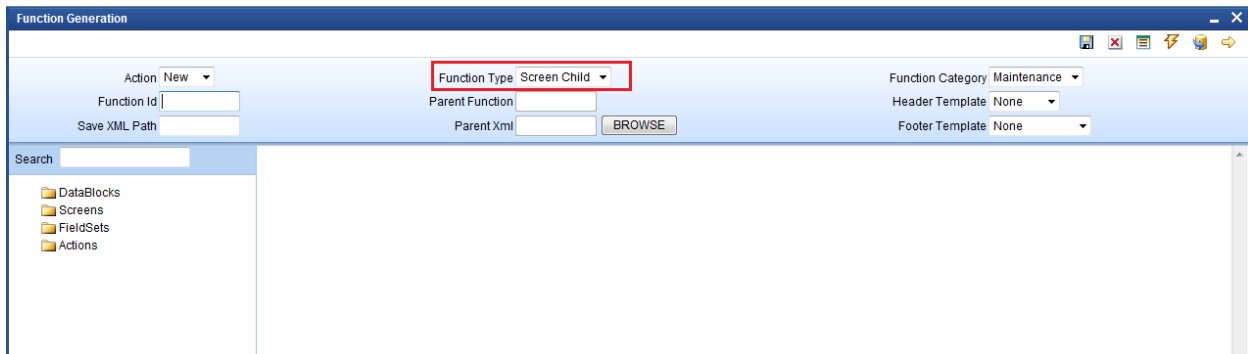 Function Generation
Action New Function Type Screen Child Function Category Maintenance
Function Id Parent Function Header Template None
Save XML Path Parent Xml BROWSE Footer Template None
Search
DataBlocks
Screens
FieldSets
Actions